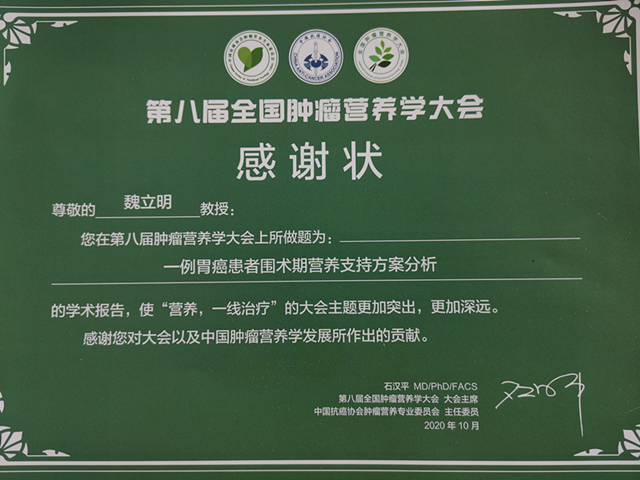 CHINA ANTI-CANCER ASSOCIATION
第八届全国肿瘤营养学大会
感谢状
尊敬的 魏立明 教授：
您在第八届肿瘤营养学大会上所做题为：
一例胃癌患者围术期营养支持方案分析
的学术报告，使“营养，一线治疗”的大会主题更加突出，更加深远。
感谢您对大会以及中国肿瘤营养学发展所作出的贡献。
石汉平 MD/PhD/FACS
第八届全国肿瘤营养学大会 大会主席
中国抗癌协会肿瘤营养专业委员会 主任委员
2020 年 10 月